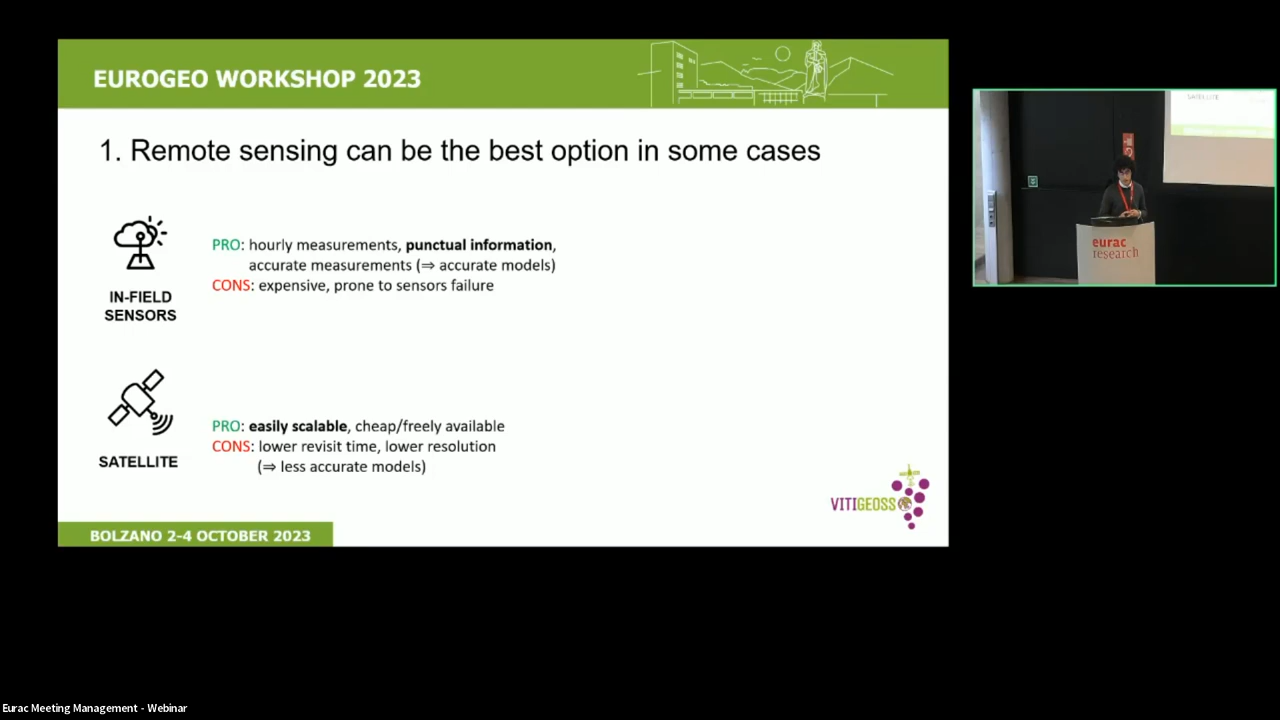 EUROGEO WORKSHOP 2023
1. Remote sensing can be the best option in some cases
PRO: hourly measurements, punctual information,
accurate measurements (⇒ accurate models)
CONS: expensive, prone to sensors failure
IN-FIELD
SENSORS
PRO: easily scalable, cheap/freely available
CONS: lower revisit time, lower resolution
(⇒ less accurate models)
SATELLITE
VITIGEOSS
BOLZANO 2-4 OCTOBER 2023
SATELLITE
eurac
research
Eurac Meeting Management - Webinar